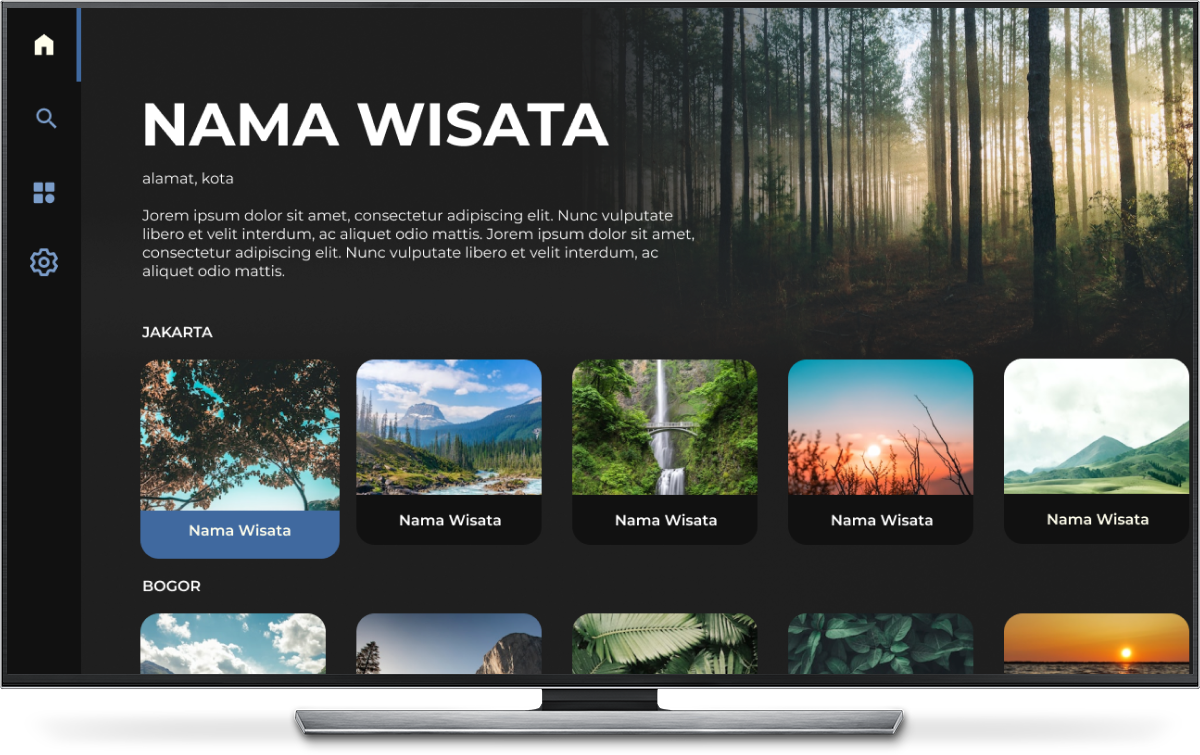 NAMA WISATA
alamat, kota
Jorem ipsum dolor sit amet, consectetur adipiscing elit. Nunc vulputate
libero et velit interdum, ac aliquet odio mattis. Jorem ipsum dolor sit amet,
consectetur adipiscing elit. Nunc vulputate libero et velit interdum, ac
aliquet odio mattis.
JAKARTA
Nama Wisata
Nama Wisata
Nama Wisata
Nama Wisata
Nama Wisata
BOGOR